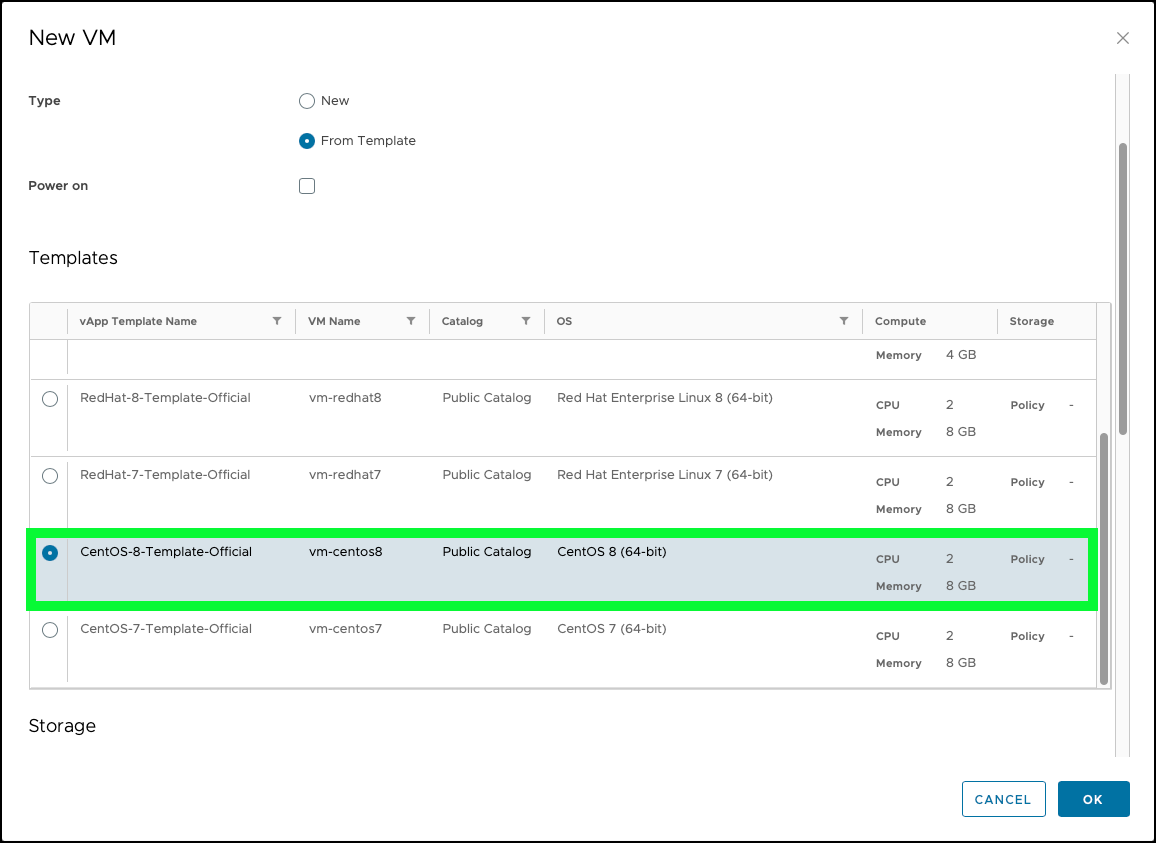 New VM
Type
New
From Template
Power on
Templates
vApp Template Name VM Name Catalog OS Compute Storage
Memory 4 GB
RedHat-8-Template-Official vm-redhat8 Public Catalog Red Hat Enterprise Linux 8 (64-bit)
CPU 2 Policy -
Memory 8 GB
RedHat-7-Template-Official vm-redhat7 Public Catalog Red Hat Enterprise Linux 7 (64-bit)
CPU 2 Policy -
Memory 8 GB
CentOS-8-Template-Official vm-centos8 Public Catalog CentOS 8 (64-bit)
CPU 2 Policy -
Memory 8 GB
CentOS-7-Template-Official vm-centos7 Public Catalog CentOS 7 (64-bit)
CPU 2 Policy -
Memory 8 GB
Storage
CANCEL OK